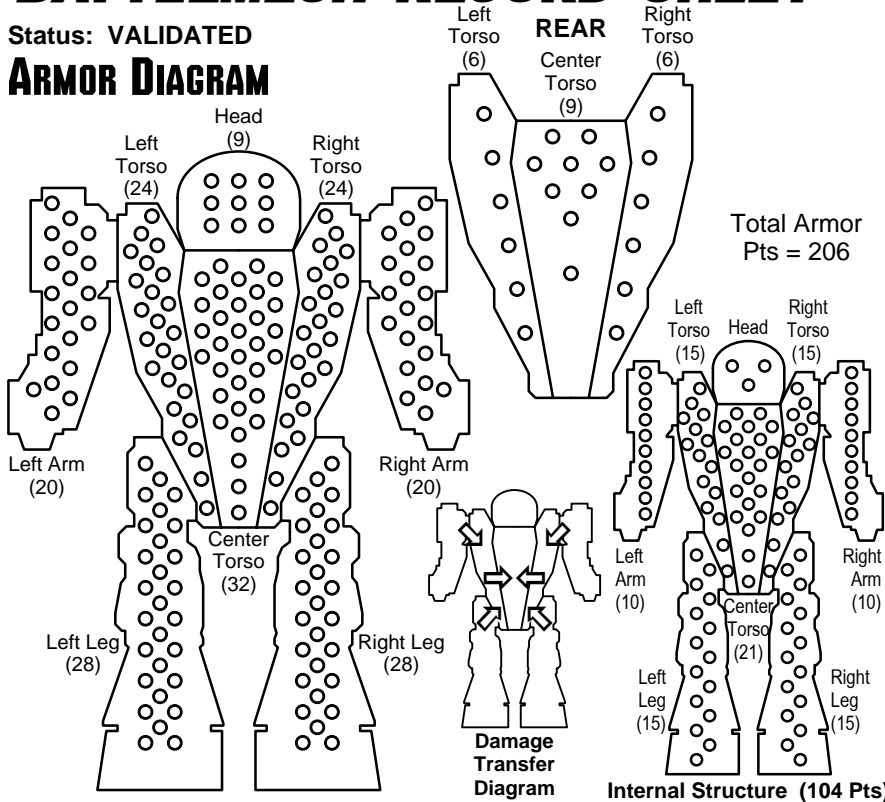 BATTLEMECH RECORD SHEET
Status: VALIDATED
ARMOR DIAGRAM
Head
(9)
Left
Torso
(24)
Right
Torso
(24)
Left Arm
(20)
Right Arm
(20)
Center
Torso
(32)
Left Leg
(28)
Right Leg
(28)
REAR
Left
Torso
(6)
Center
Torso
(9)
Right
Torso
(6)
Total Armor
Pts = 206
Left
Torso
(15)
Head
Right
Torso
(15)
Left
Arm
(10)
Right
Arm
(10)
Center
Torso
(21)
Left
Leg
(15)
Right
Leg
(15)
Damage
Transfer
Diagram
Internal Structure (104 Pts)